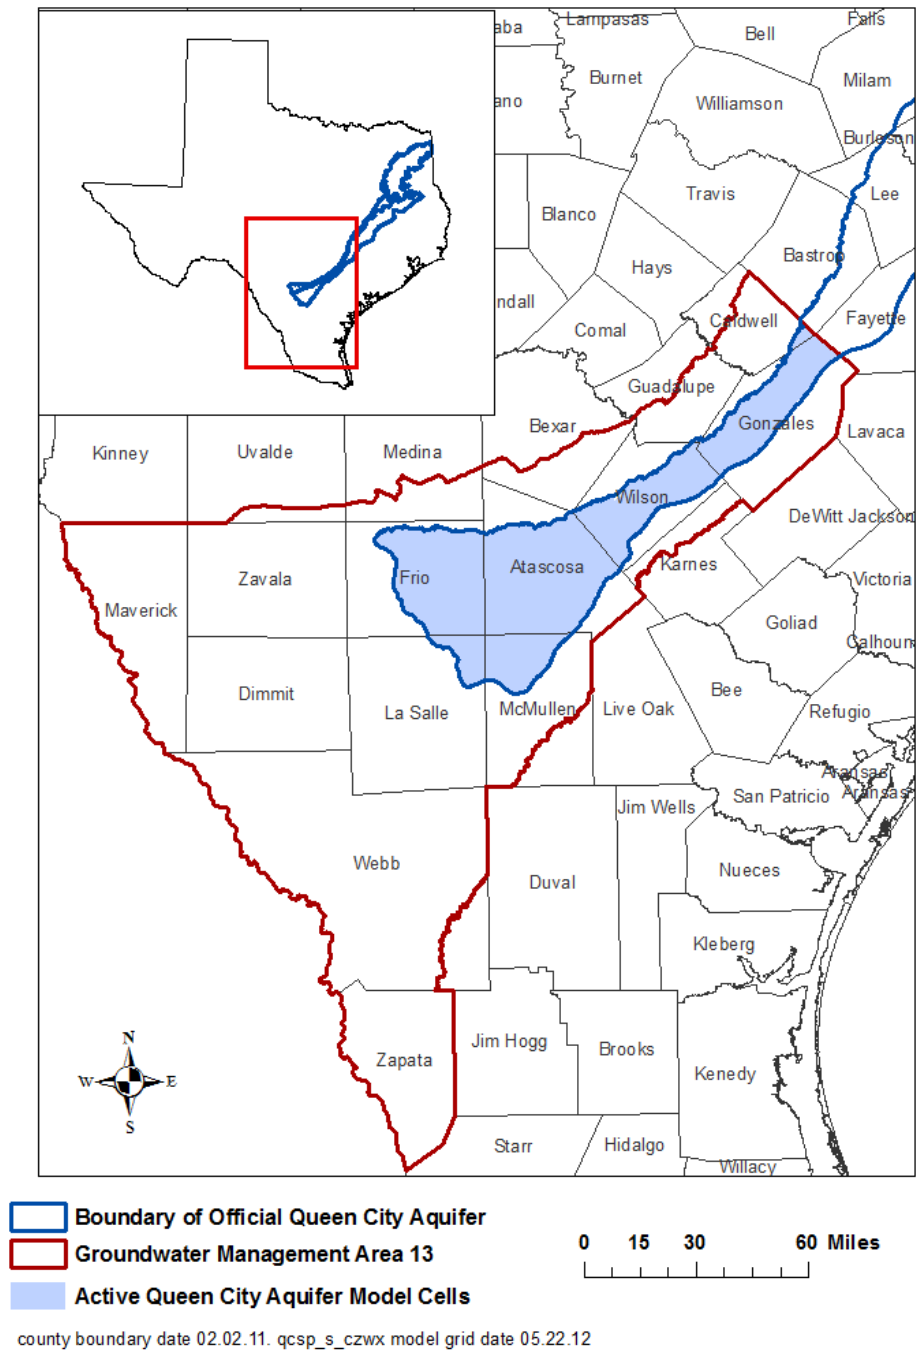 aba
Lampasas
Falls
Bell
Burnet
Milam
ano
Williamson
Burleson
Travis
Lee
Blanco
Bastrop
Hays
ndall
Caldwell
Fayette
Comal
Guadalupe
Bexar
Gonzales
Lavaca
Kinney
Uvalde
Medina
Wilson
DeWitt
Jackson
Atascosa
Karnes
Frio
Zavala
Victoria
Maverick
Goliad
Calhoun
Dimmit
Bee
La Salle
McMullen
Live Oak
Refugio
Aransas
Aransas
San Patricio
Jim Wells
Webb
Duval
Nueces
Kleberg
Jim Hogg
Brooks
Zapata
Kenedy
N
W
E
S
Starr
Hidalgo
Willacy
Boundary of Official Queen City Aquifer
Groundwater Management Area 13
Active Queen City Aquifer Model Cells
0 15 30 60 Miles
county boundary date 02.02.11. qcsp_s_czwx model grid date 05.22.12